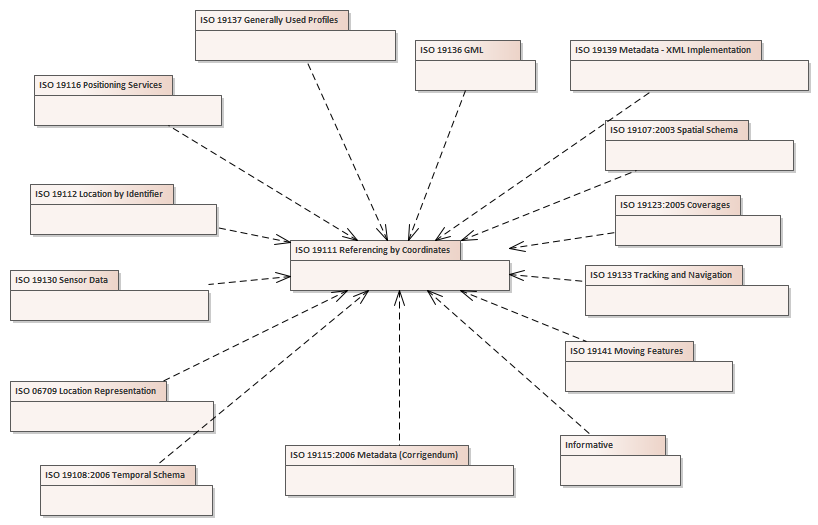 ISO 19137 Generally Used Profiles
ISO 19136 GML
ISO 19139 Metadata - XML Implementation
ISO 19116 Positioning Services
ISO 19107:2003 Spatial Schema
ISO 19112 Location by Identifier
ISO 19123:2005 Coverages
ISO 19111 Referencing by Coordinates
ISO 19130 Sensor Data
ISO 19133 Tracking and Navigation
ISO 19141 Moving Features
ISO 06709 Location Representation
Informative
ISO 19115:2006 Metadata (Corrigendum)
ISO 19108:2006 Temporal Schema